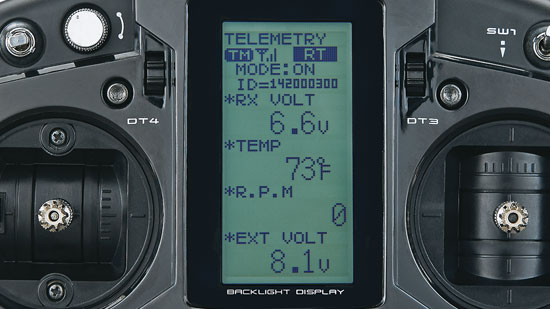 TELEMETRY
TM RT
MODE:ON
ID=142000300
*RX VOLT
6.6v
*TEMP
73°F
*R.P.M
0
*EXT VOLT
8.1v
BACKLIGHT DISPLAY
DT4
DT3
SW1